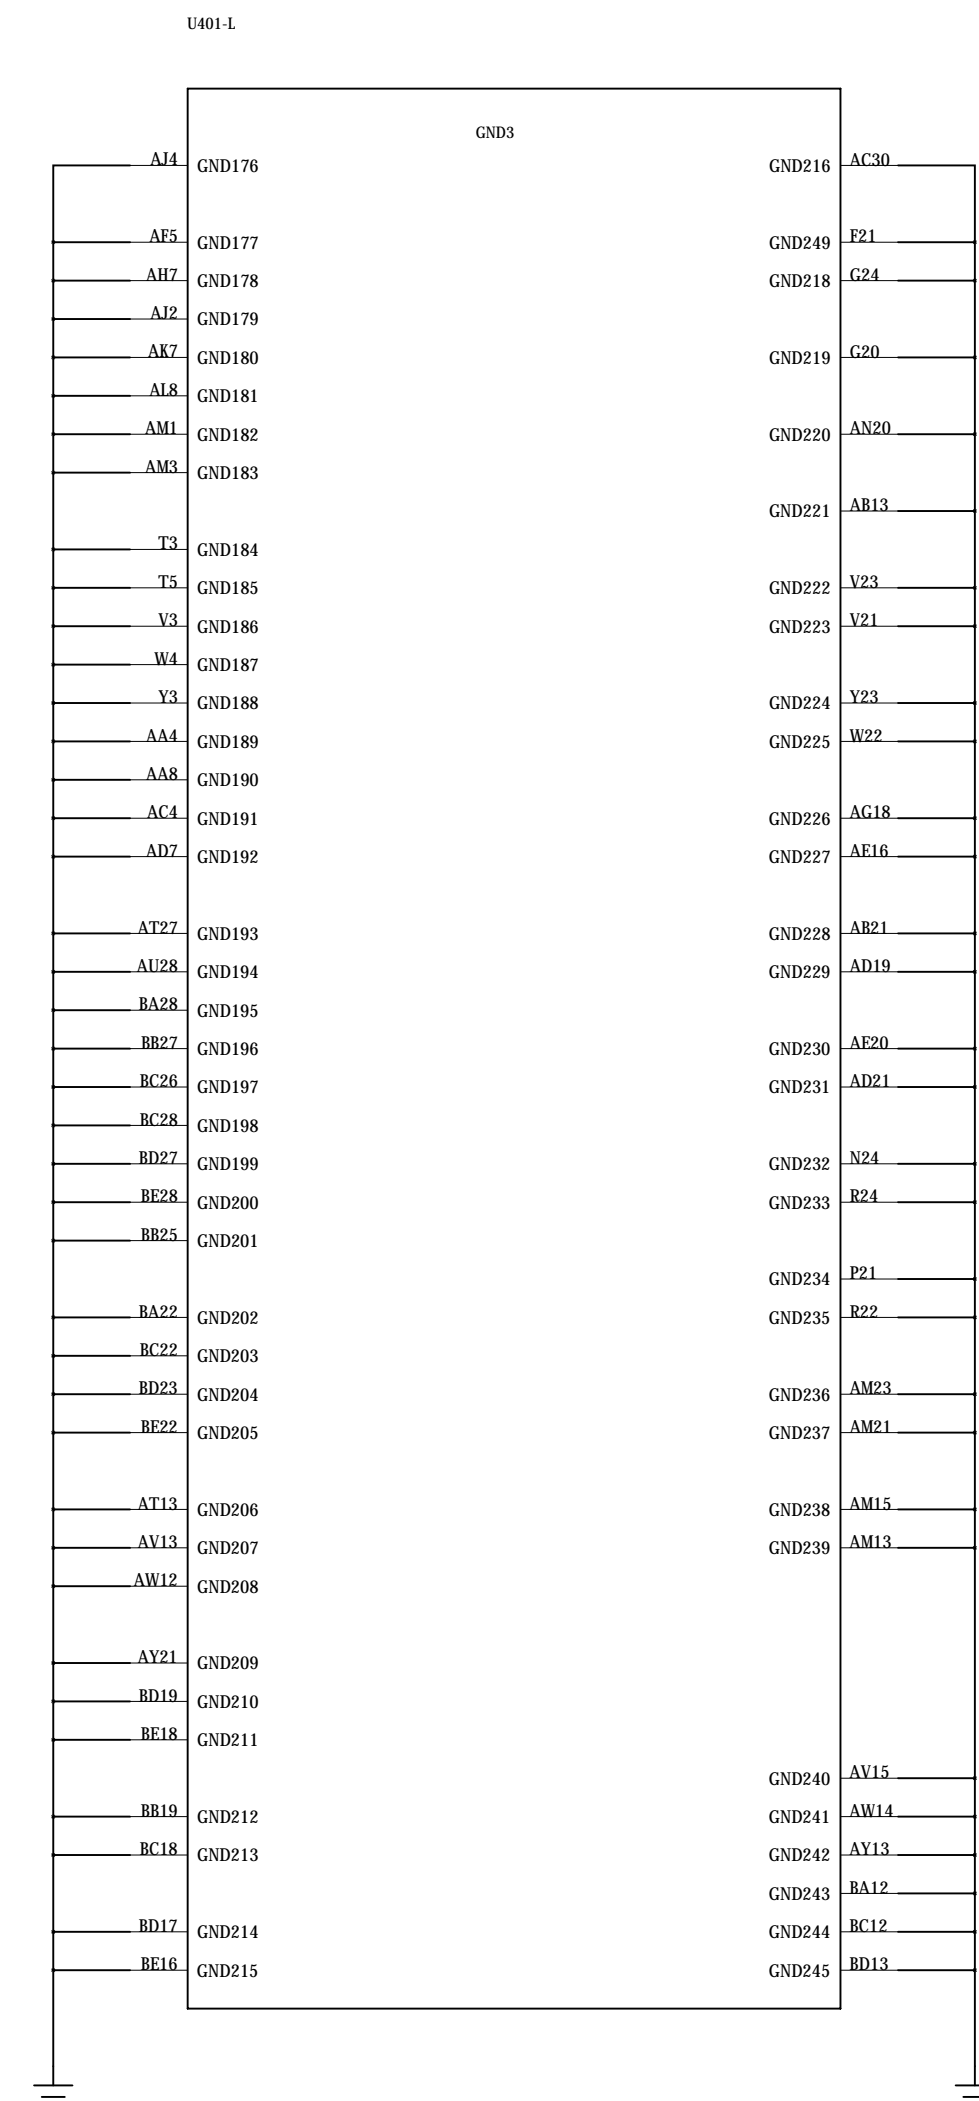 U401-L
GND3
AJ4 GND176 GND216 AC30
AF5 GND177 GND249 F21
AH7 GND178 GND218 G24
AJ2 GND179
AK7 GND180 GND219 G20
AL8 GND181
AM1 GND182 GND220 AN20
AM3 GND183
GND221 AB13
T3 GND184
T5 GND185 GND222 V23
V3 GND186 GND223 V21
W4 GND187
Y3 GND188 GND224 Y23
AA4 GND189 GND225 W22
AA8 GND190
AC4 GND191 GND226 AG18
AD7 GND192 GND227 AE16
AT27 GND193 GND228 AB21
AU28 GND194 GND229 AD19
BA28 GND195
BB27 GND196 GND230 AE20
BC26 GND197 GND231 AD21
BC28 GND198
BD27 GND199 GND232 N24
BE28 GND200 GND233 R24
BB25 GND201
GND234 P21
BA22 GND202 GND235 R22
BC22 GND203
BD23 GND204 GND236 AM23
BE22 GND205 GND237 AM21
AT13 GND206 GND238 AM15
AV13 GND207 GND239 AM13
AW12 GND208
AY21 GND209
BD19 GND210
BE18 GND211
GND240 AV15
BB19 GND212 GND241 AW14
BC18 GND213 GND242 AY13
GND243 BA12
BD17 GND214 GND244 BC12
BE16 GND215 GND245 BD13